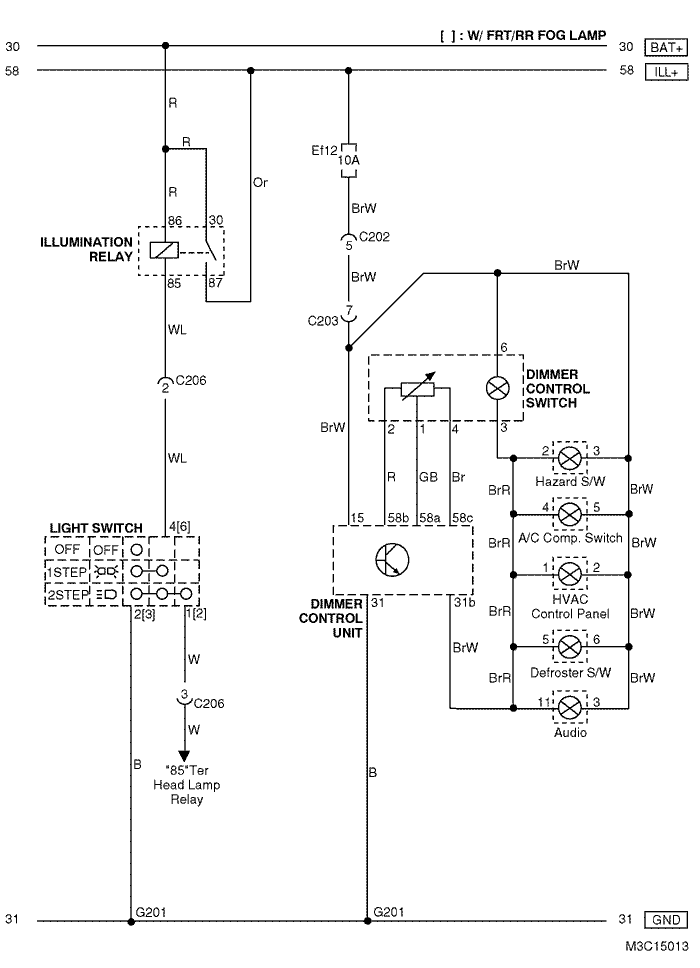 [ ] : W/ FRT/RR FOG LAMP
30
30
BAT+
58
58
ILL+
R
R
R
Or
Ef12
10A
BrW
C202
5
BrW
7
C203
86
30
ILLUMINATION
RELAY
85
87
WL
C206
2
WL
BrW
6
DIMMER
CONTROL
SWITCH
2
1
4
3
BrW
R
GB
Br
15
58b
58a
58c
DIMMER
CONTROL
UNIT
31
31b
BrW
2
3
Hazard S/W
BrR
BrW
4
5
A/C Comp. Switch
BrR
BrW
1
2
HVAC
Control Panel
BrR
BrW
5
6
Defroster S/W
BrR
BrW
11
3
Audio
4[6]
LIGHT SWITCH
OFF
OFF
1STEP
2STEP
2[3]
1[2]
W
3
C206
W
"85"Ter
Head Lamp
Relay
B
B
31
G201
G201
31
GND
M3C15013